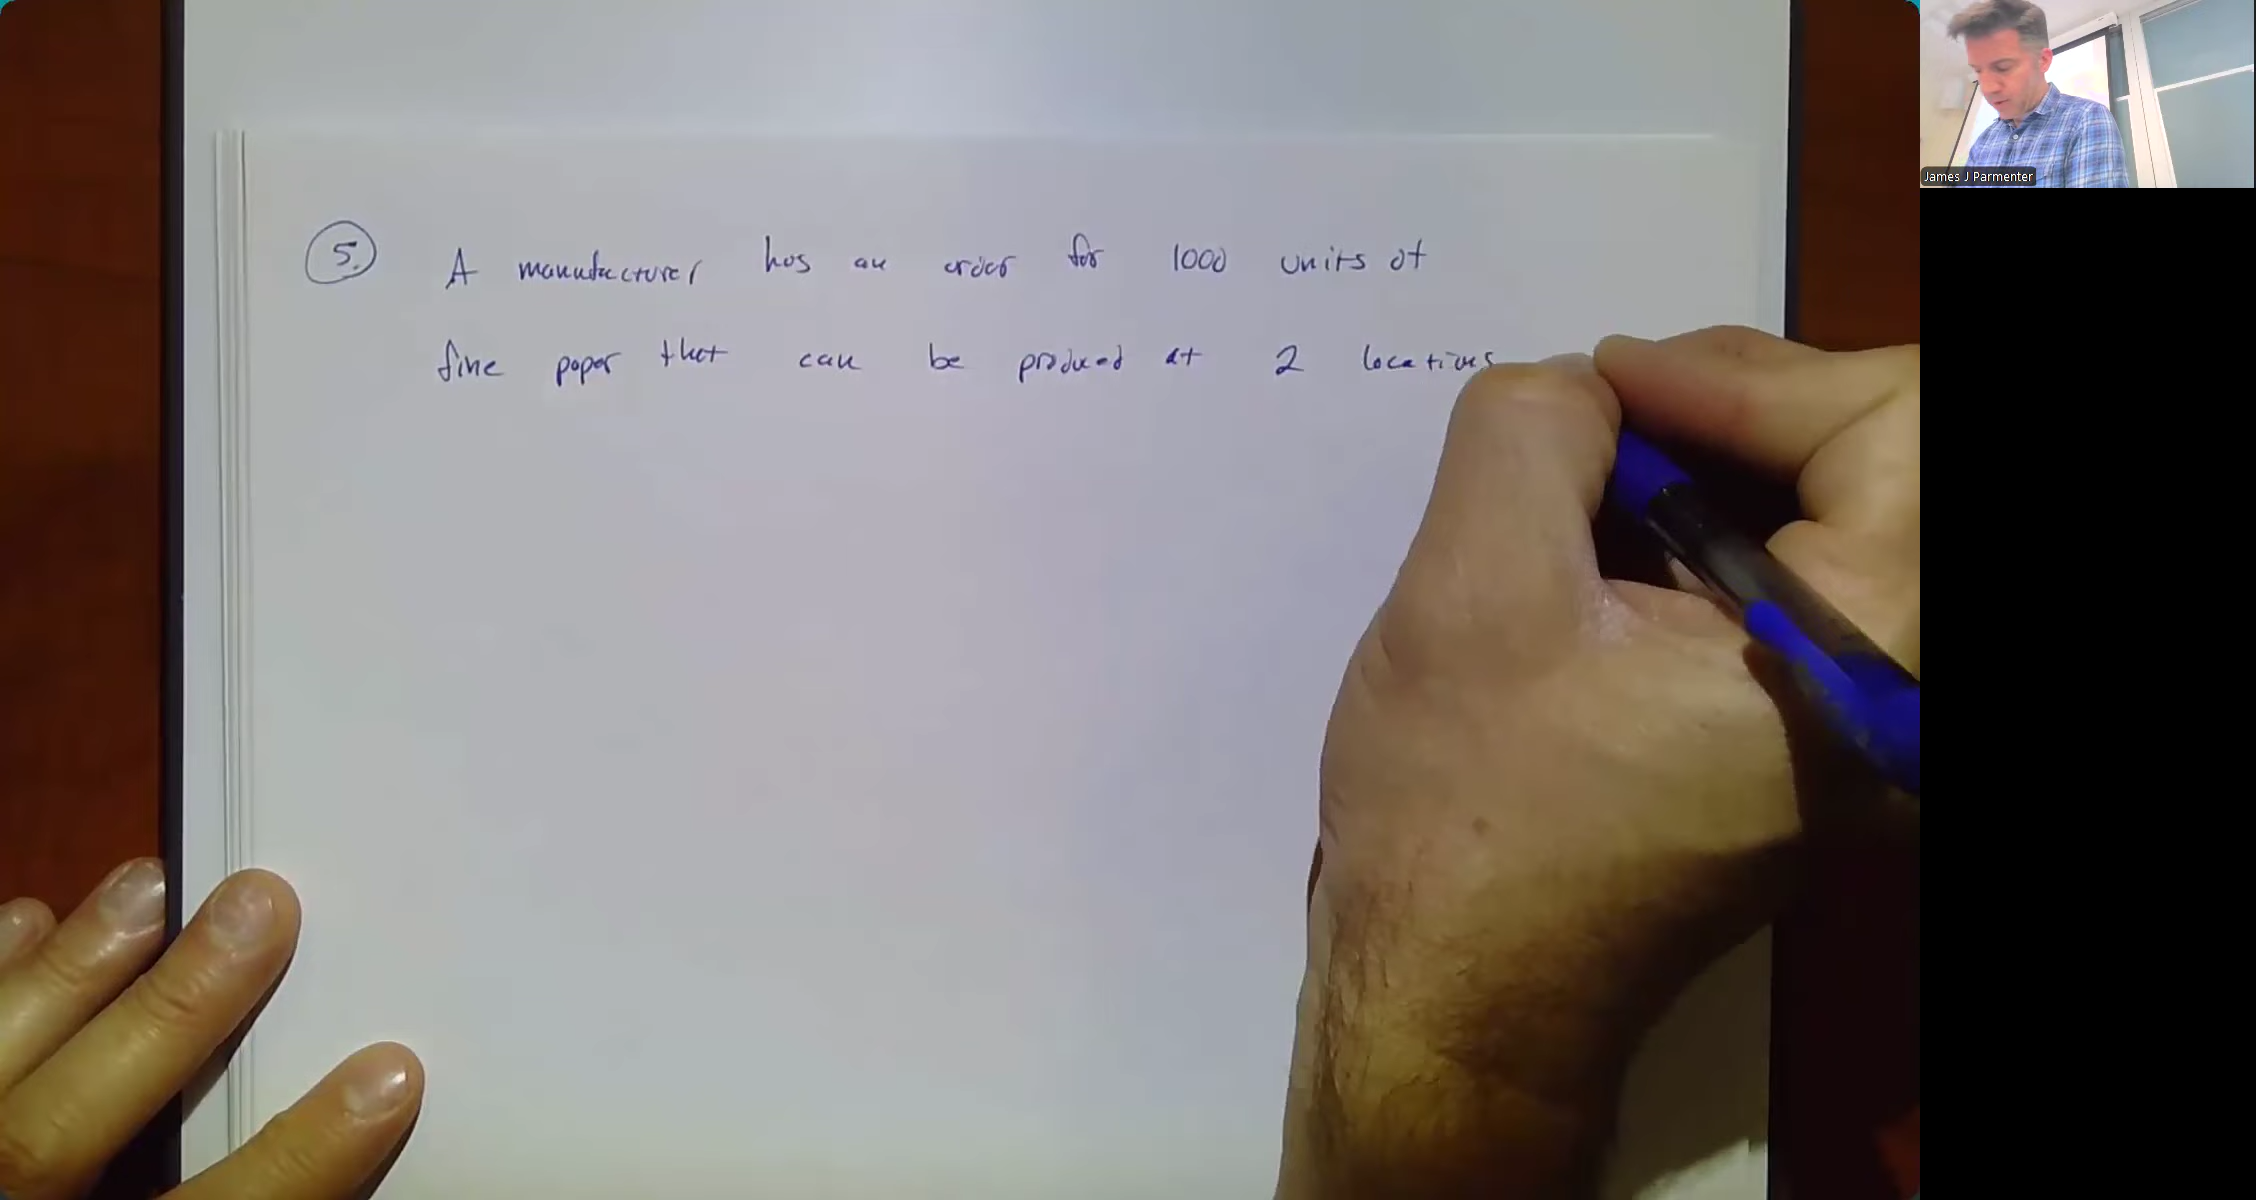 5. A manufacturer has an order for 1000 units of
fine paper that can be produced at 2 locations
James J Parmenter